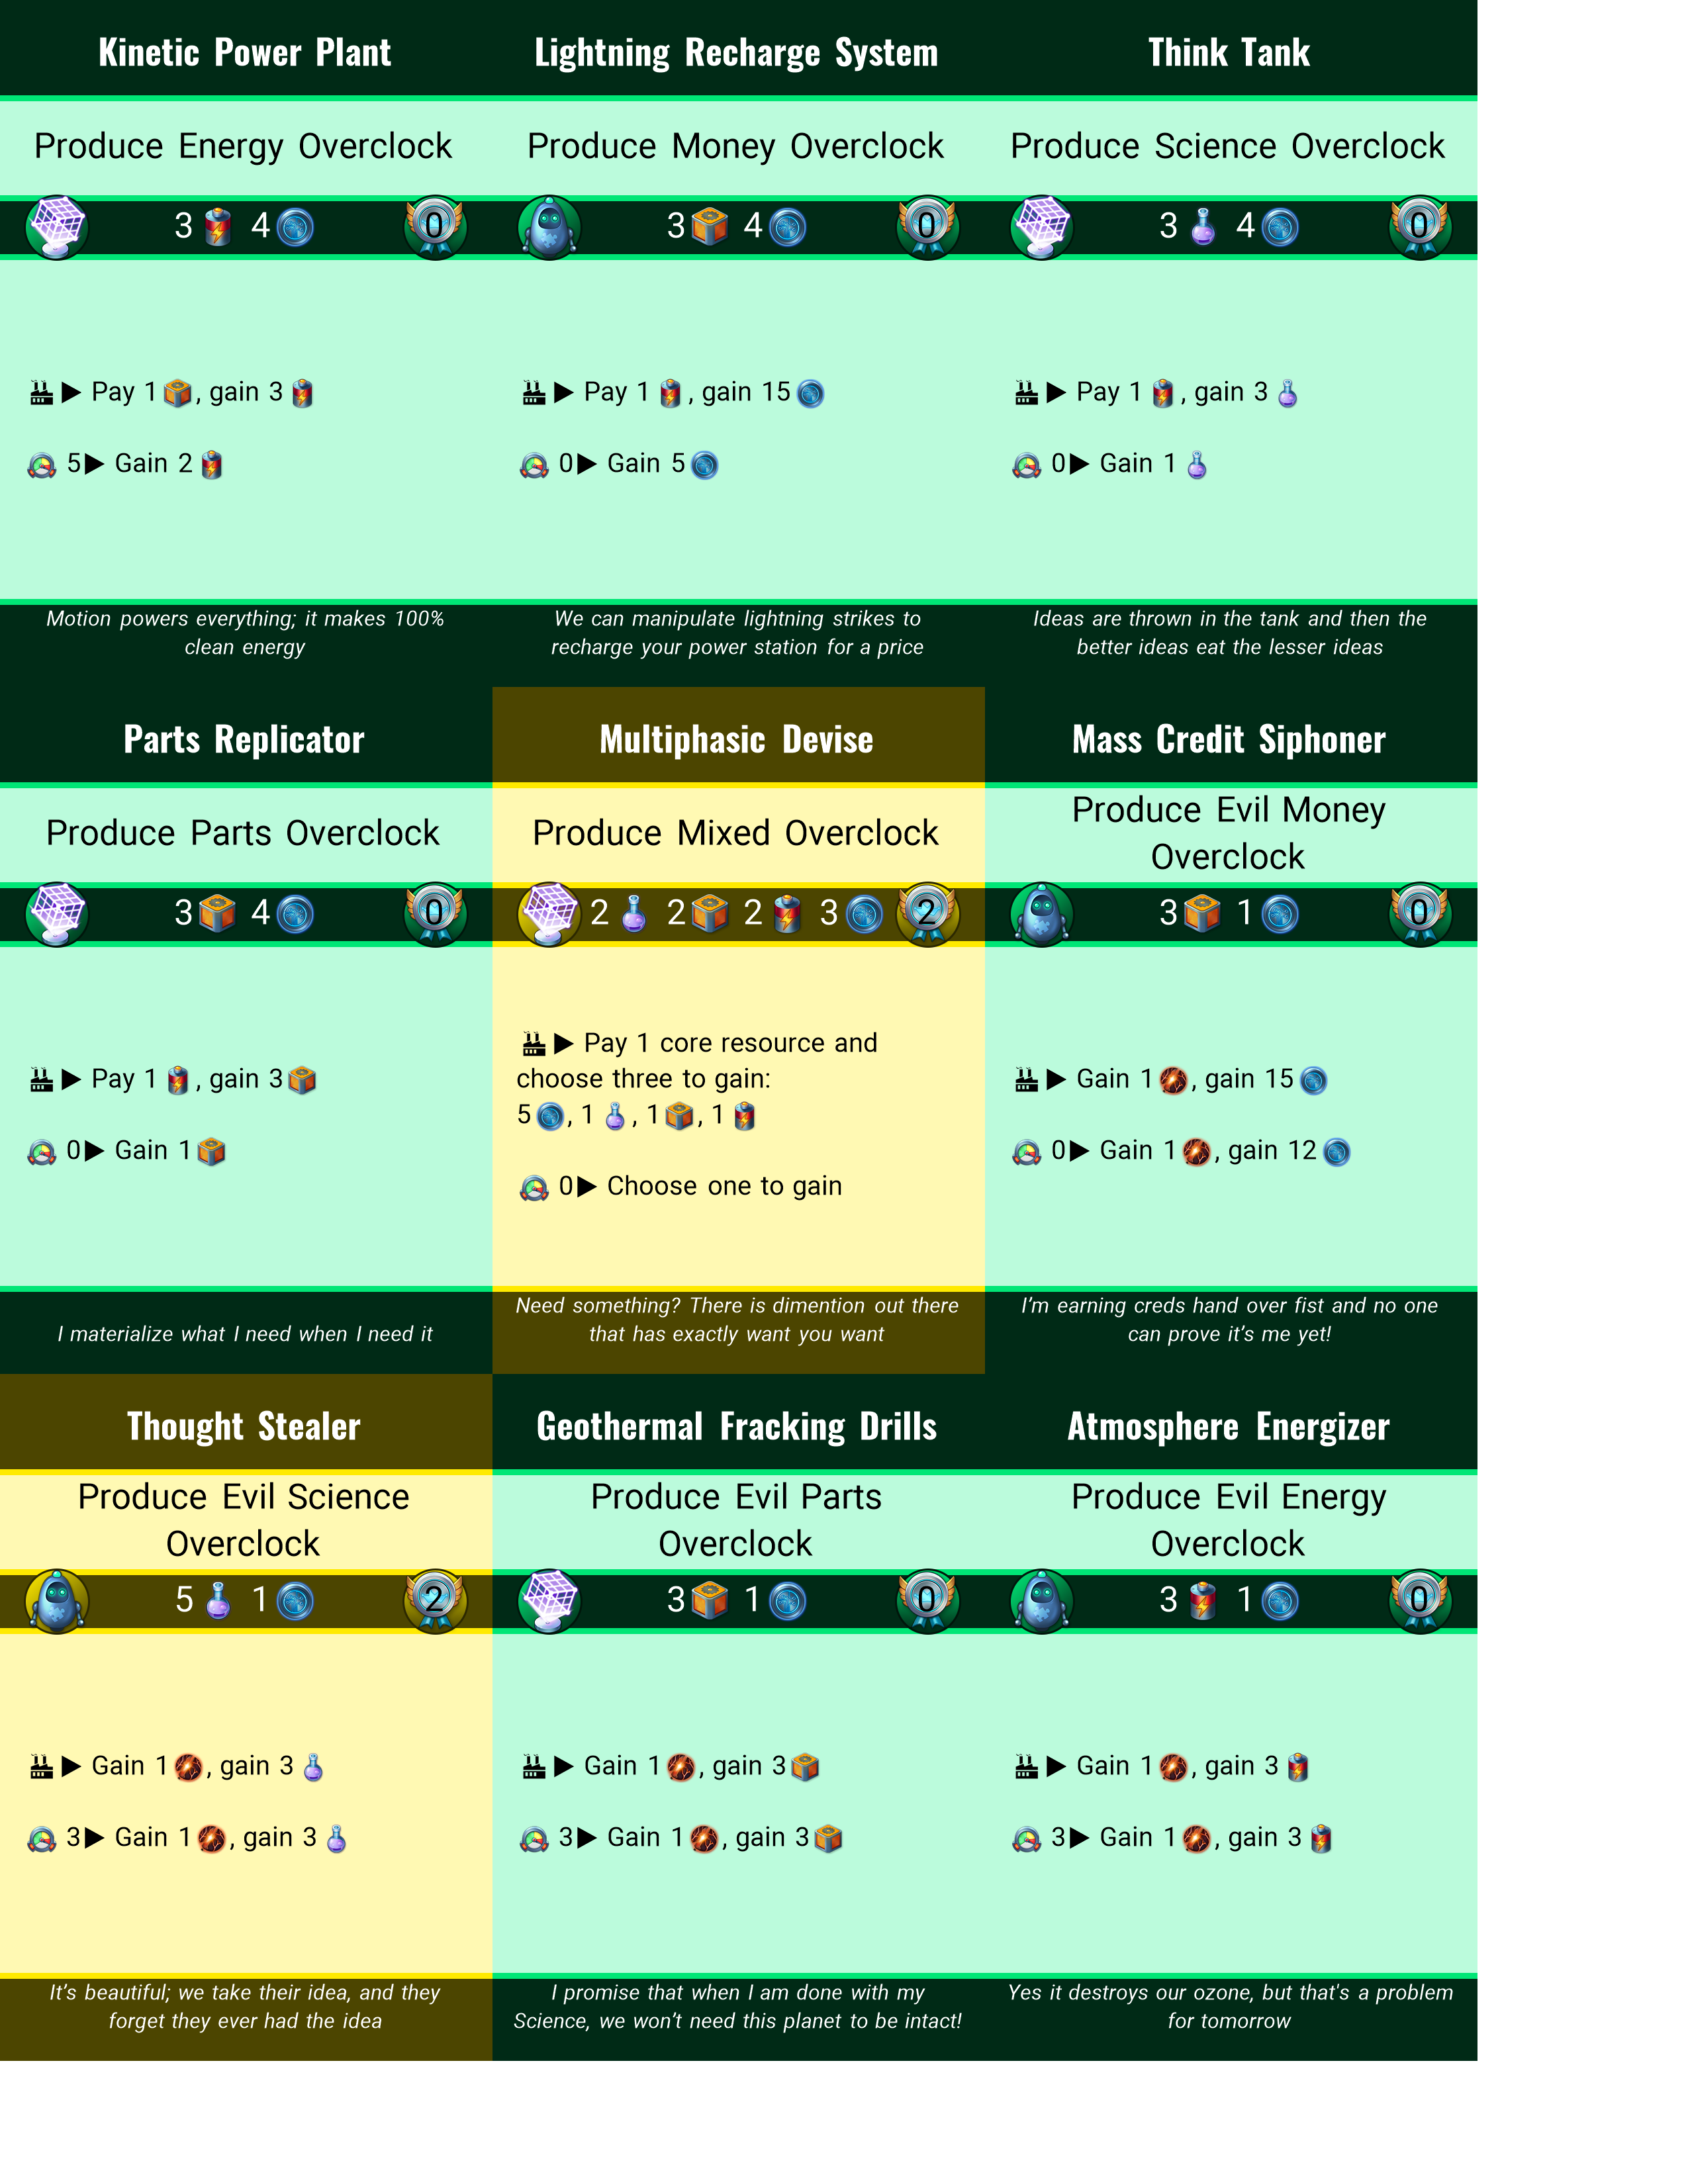 Kinetic Power Plant
Produce Energy Overclock
3 4 0
▶ Pay 1 , gain 3
5▶ Gain 2
Motion powers everything; it makes 100%
clean energy
Lightning Recharge System
Produce Money Overclock
3 4 0
▶ Pay 1 , gain 15
0▶ Gain 5
We can manipulate lightning strikes to
recharge your power station for a price
Think Tank
Produce Science Overclock
3 4 0
▶ Pay 1 , gain 3
0▶ Gain 1
Ideas are thrown in the tank and then the
better ideas eat the lesser ideas
Parts Replicator
Produce Parts Overclock
3 4 0
▶ Pay 1 , gain 3
0▶ Gain 1
I materialize what I need when I need it
Multiphasic Devise
Produce Mixed Overclock
2 2 2 3 2
▶ Pay 1 core resource and
choose three to gain:
5 , 1 , 1 , 1
0▶ Choose one to gain
Need something? There is dimention out there
that has exactly want you want
Mass Credit Siphoner
Produce Evil Money
Overclock
3 1 0
▶ Gain 1 , gain 15
0▶ Gain 1 , gain 12
I’m earning creds hand over fist and no one
can prove it’s me yet!
Thought Stealer
Produce Evil Science
Overclock
5 1 2
▶ Gain 1 , gain 3
3▶ Gain 1 , gain 3
It’s beautiful; we take their idea, and they
forget they ever had the idea
Geothermal Fracking Drills
Produce Evil Parts
Overclock
3 1 0
▶ Gain 1 , gain 3
3▶ Gain 1 , gain 3
I promise that when I am done with my
Science, we won’t need this planet to be intact!
Atmosphere Energizer
Produce Evil Energy
Overclock
3 1 0
▶ Gain 1 , gain 3
3▶ Gain 1 , gain 3
Yes it destroys our ozone, but that's a problem
for tomorrow